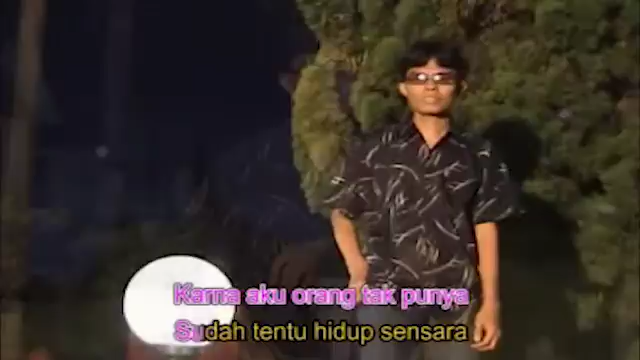 Karna aku orang tak punya
Sudah tentu hidup sensara